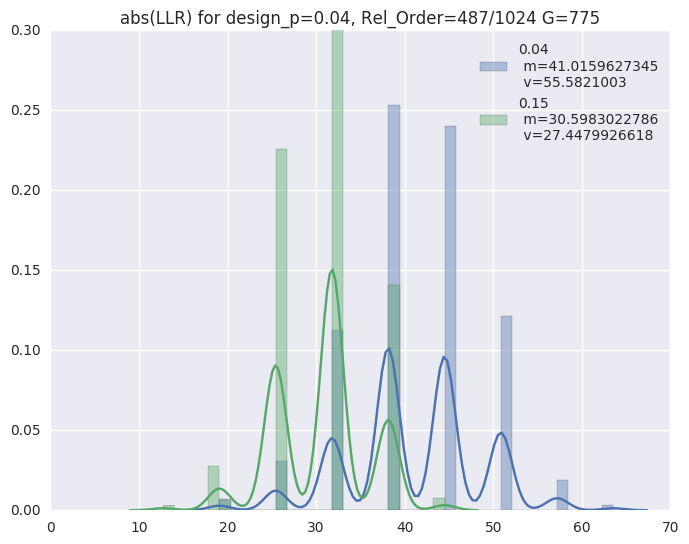 abs(LLR) for design_p=0.04, Rel_Order=487/1024 G=775
0.30
0.25
0.20
0.15
0.10
0.05
0.00
0 10 20 30 40 50 60 70
0.04
m=41.0159627345
v=55.5821003
0.15
m=30.5983022786
v=27.4479926618